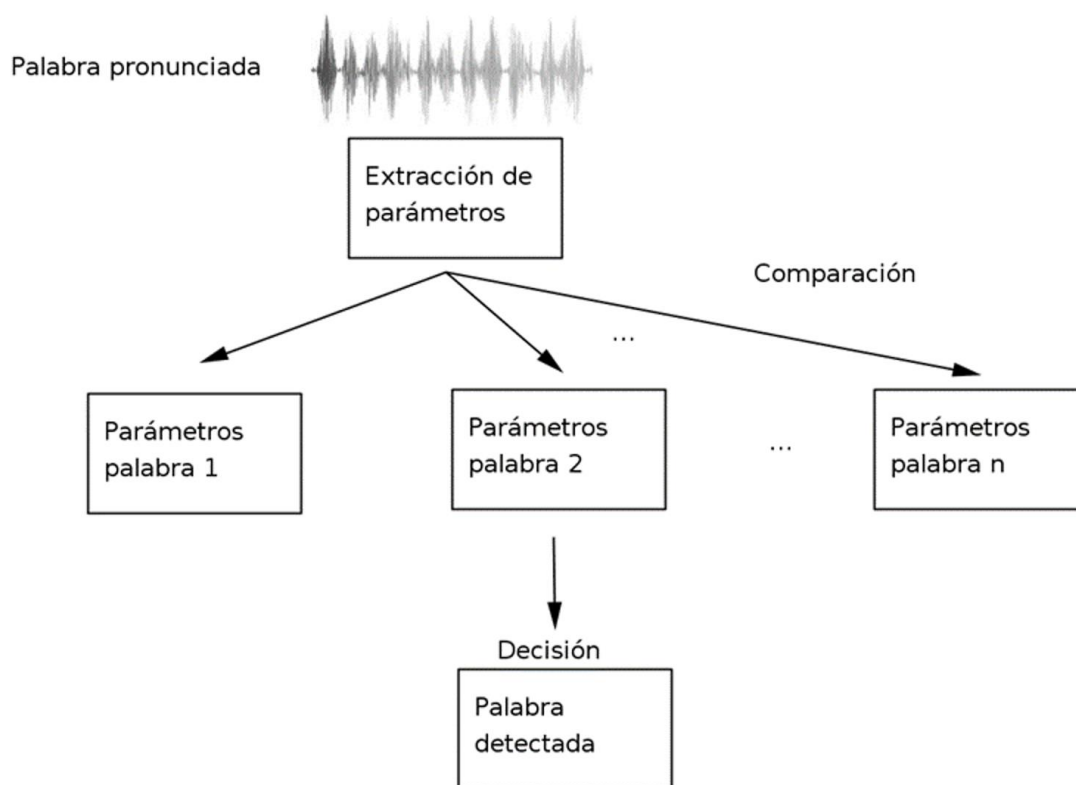 Palabra pronunciada
Extracción de
parámetros
Comparación
...
Parámetros
palabra 1
Parámetros
palabra 2
...
Parámetros
palabra n
Decisión
Palabra
detectada